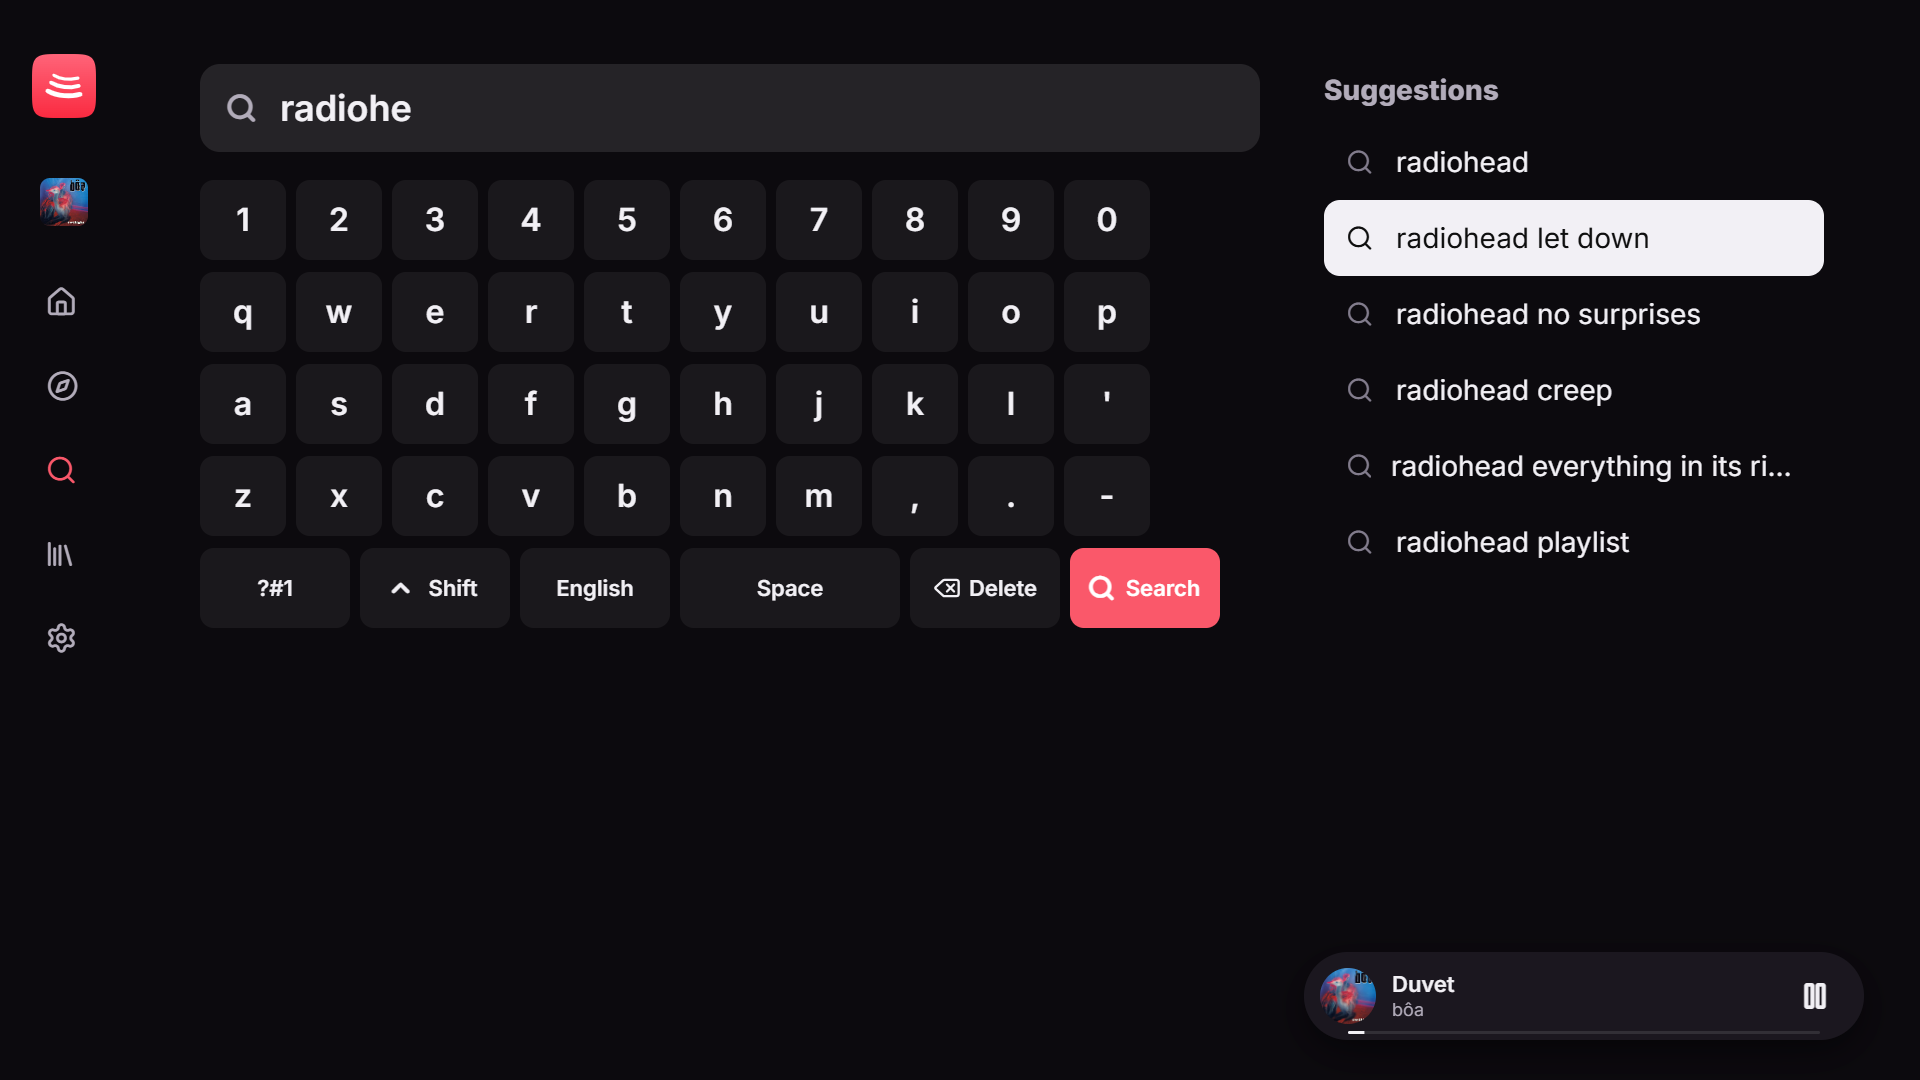 radiohe
1 2 3 4 5 6 7 8 9 0
q w e r t y u i o p
a s d f g h j k l '
z x c v b n m , . -
?#1 Shift English Space Delete Search
Suggestions
radiohead
radiohead let down
radiohead no surprises
radiohead creep
radiohead everything in its ri...
radiohead playlist
Duvet
bôa